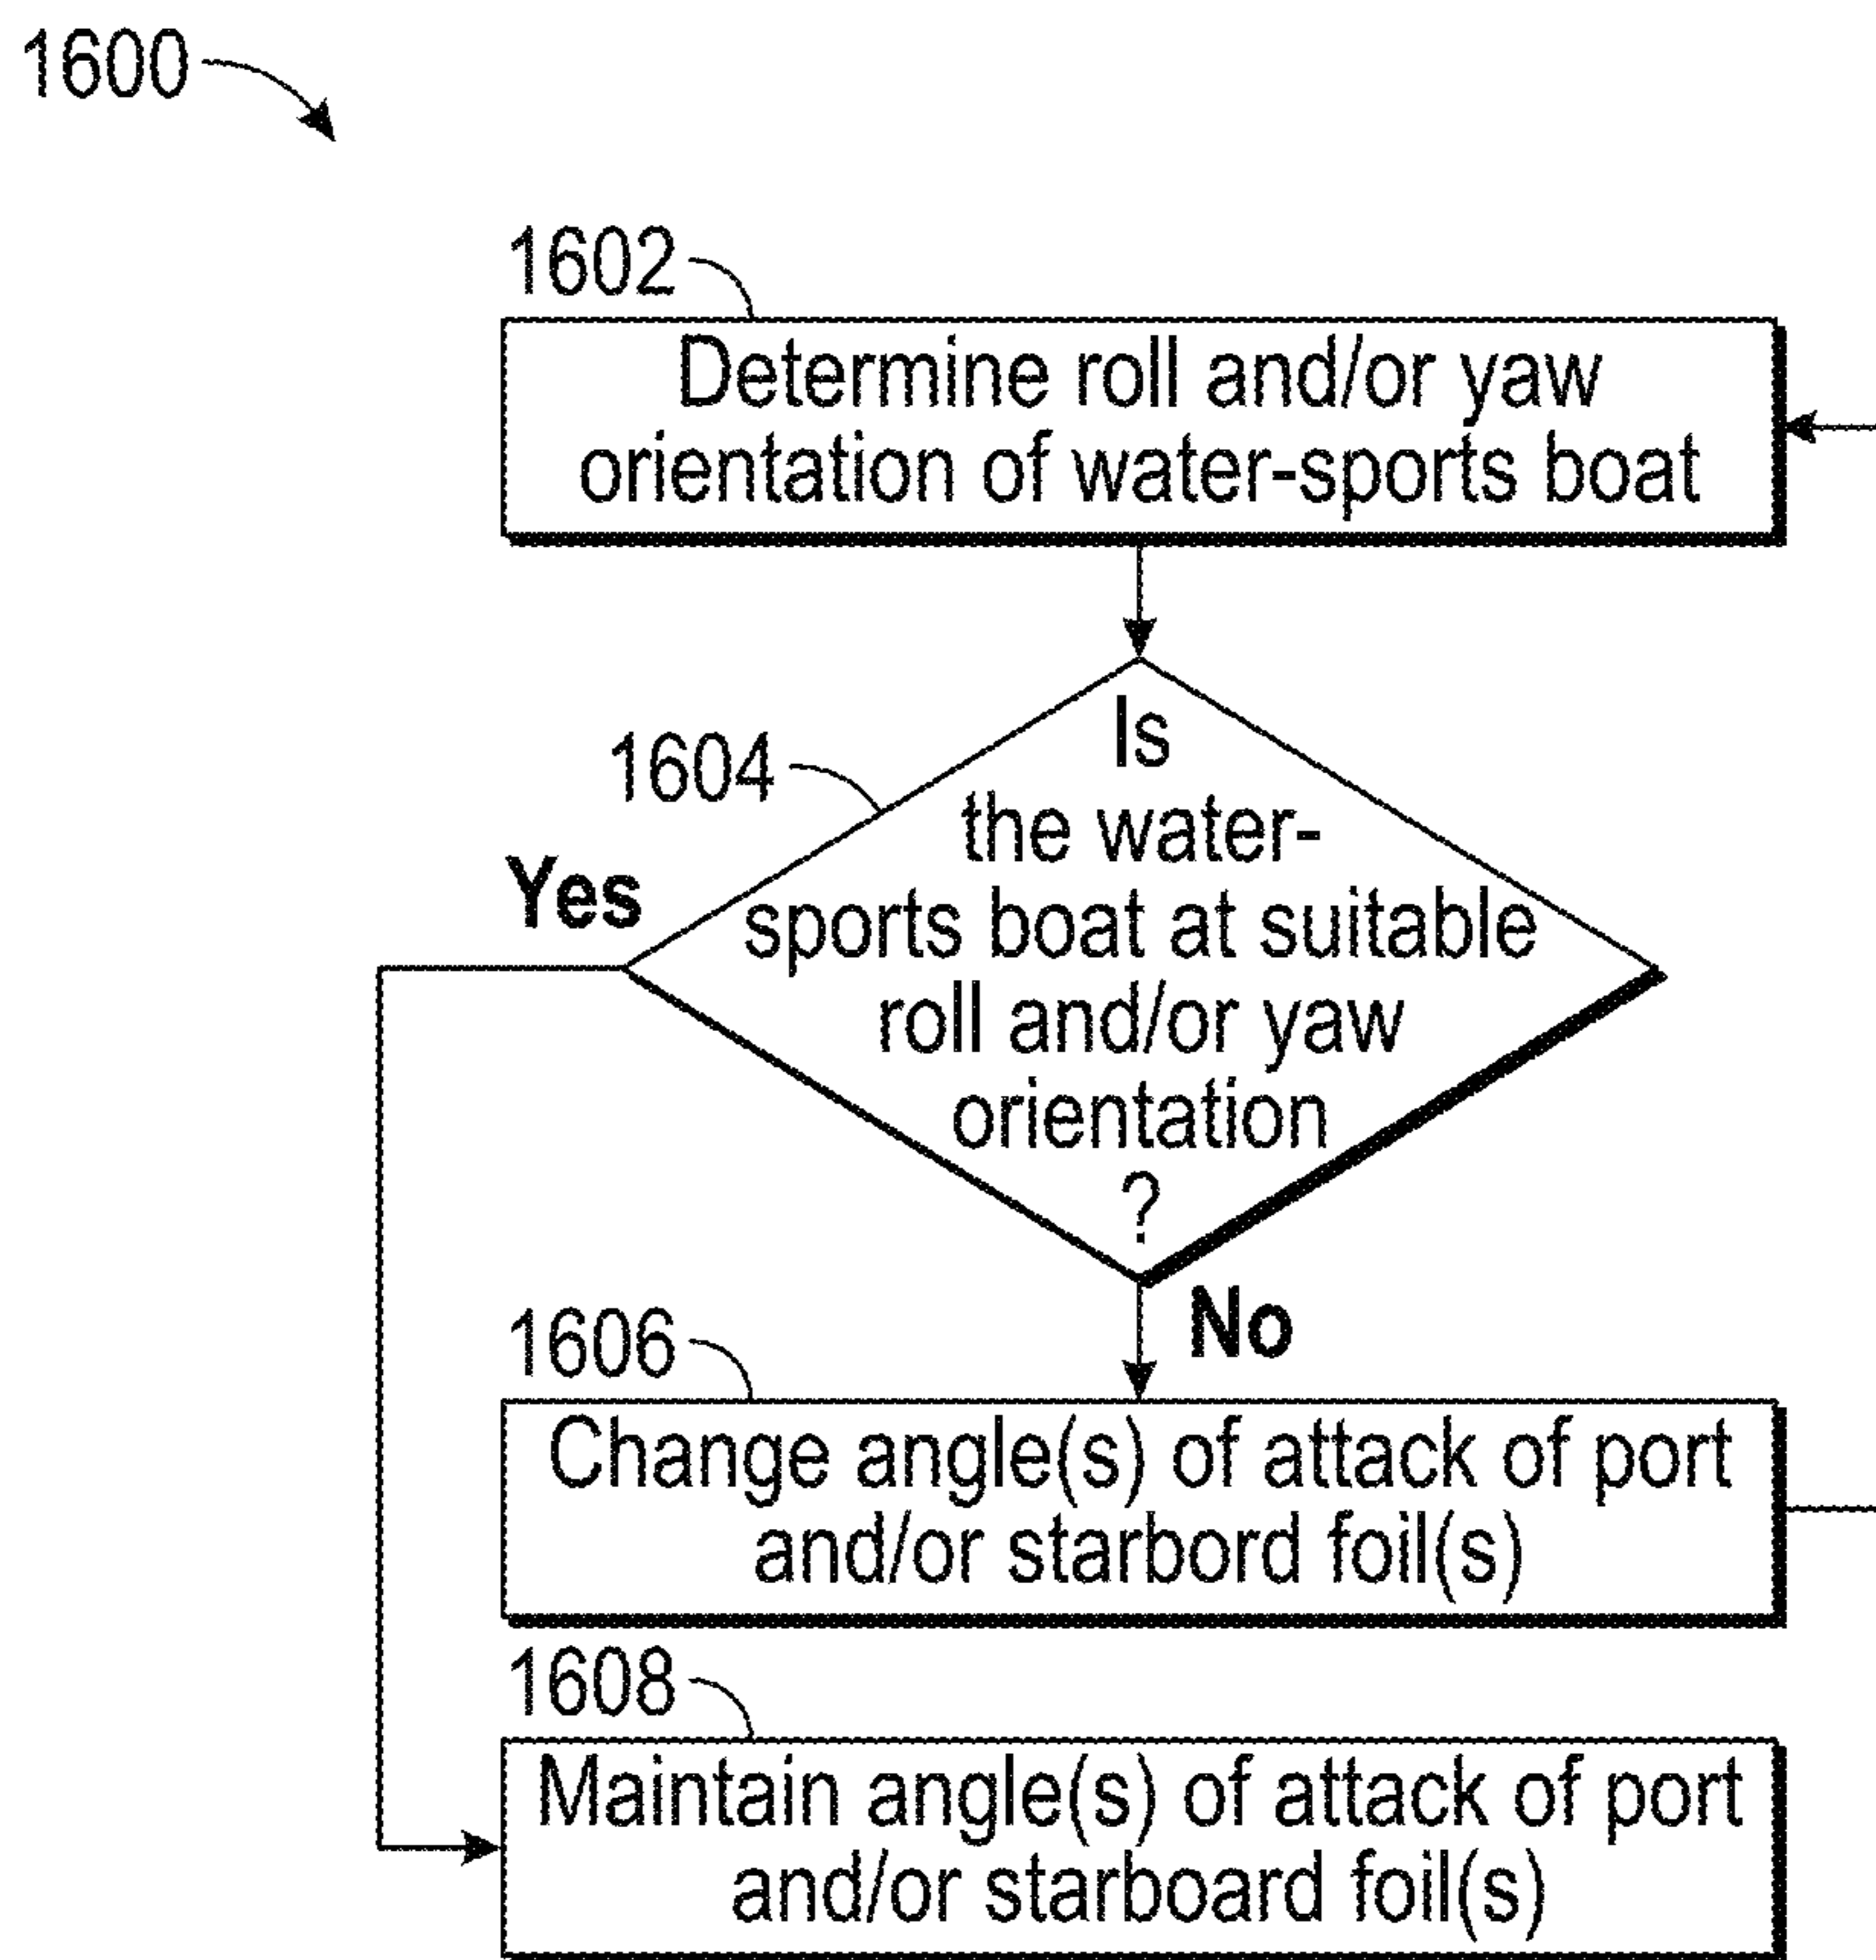 1600
1602
Determine roll and/or yaw
orientation of water-sports boat
1604
Is
the water-
sports boat at suitable
roll and/or yaw
orientation
?
Yes
No
1606
Change angle(s) of attack of port
and/or starbord foil(s)
1608
Maintain angle(s) of attack of port
and/or starboard foil(s)